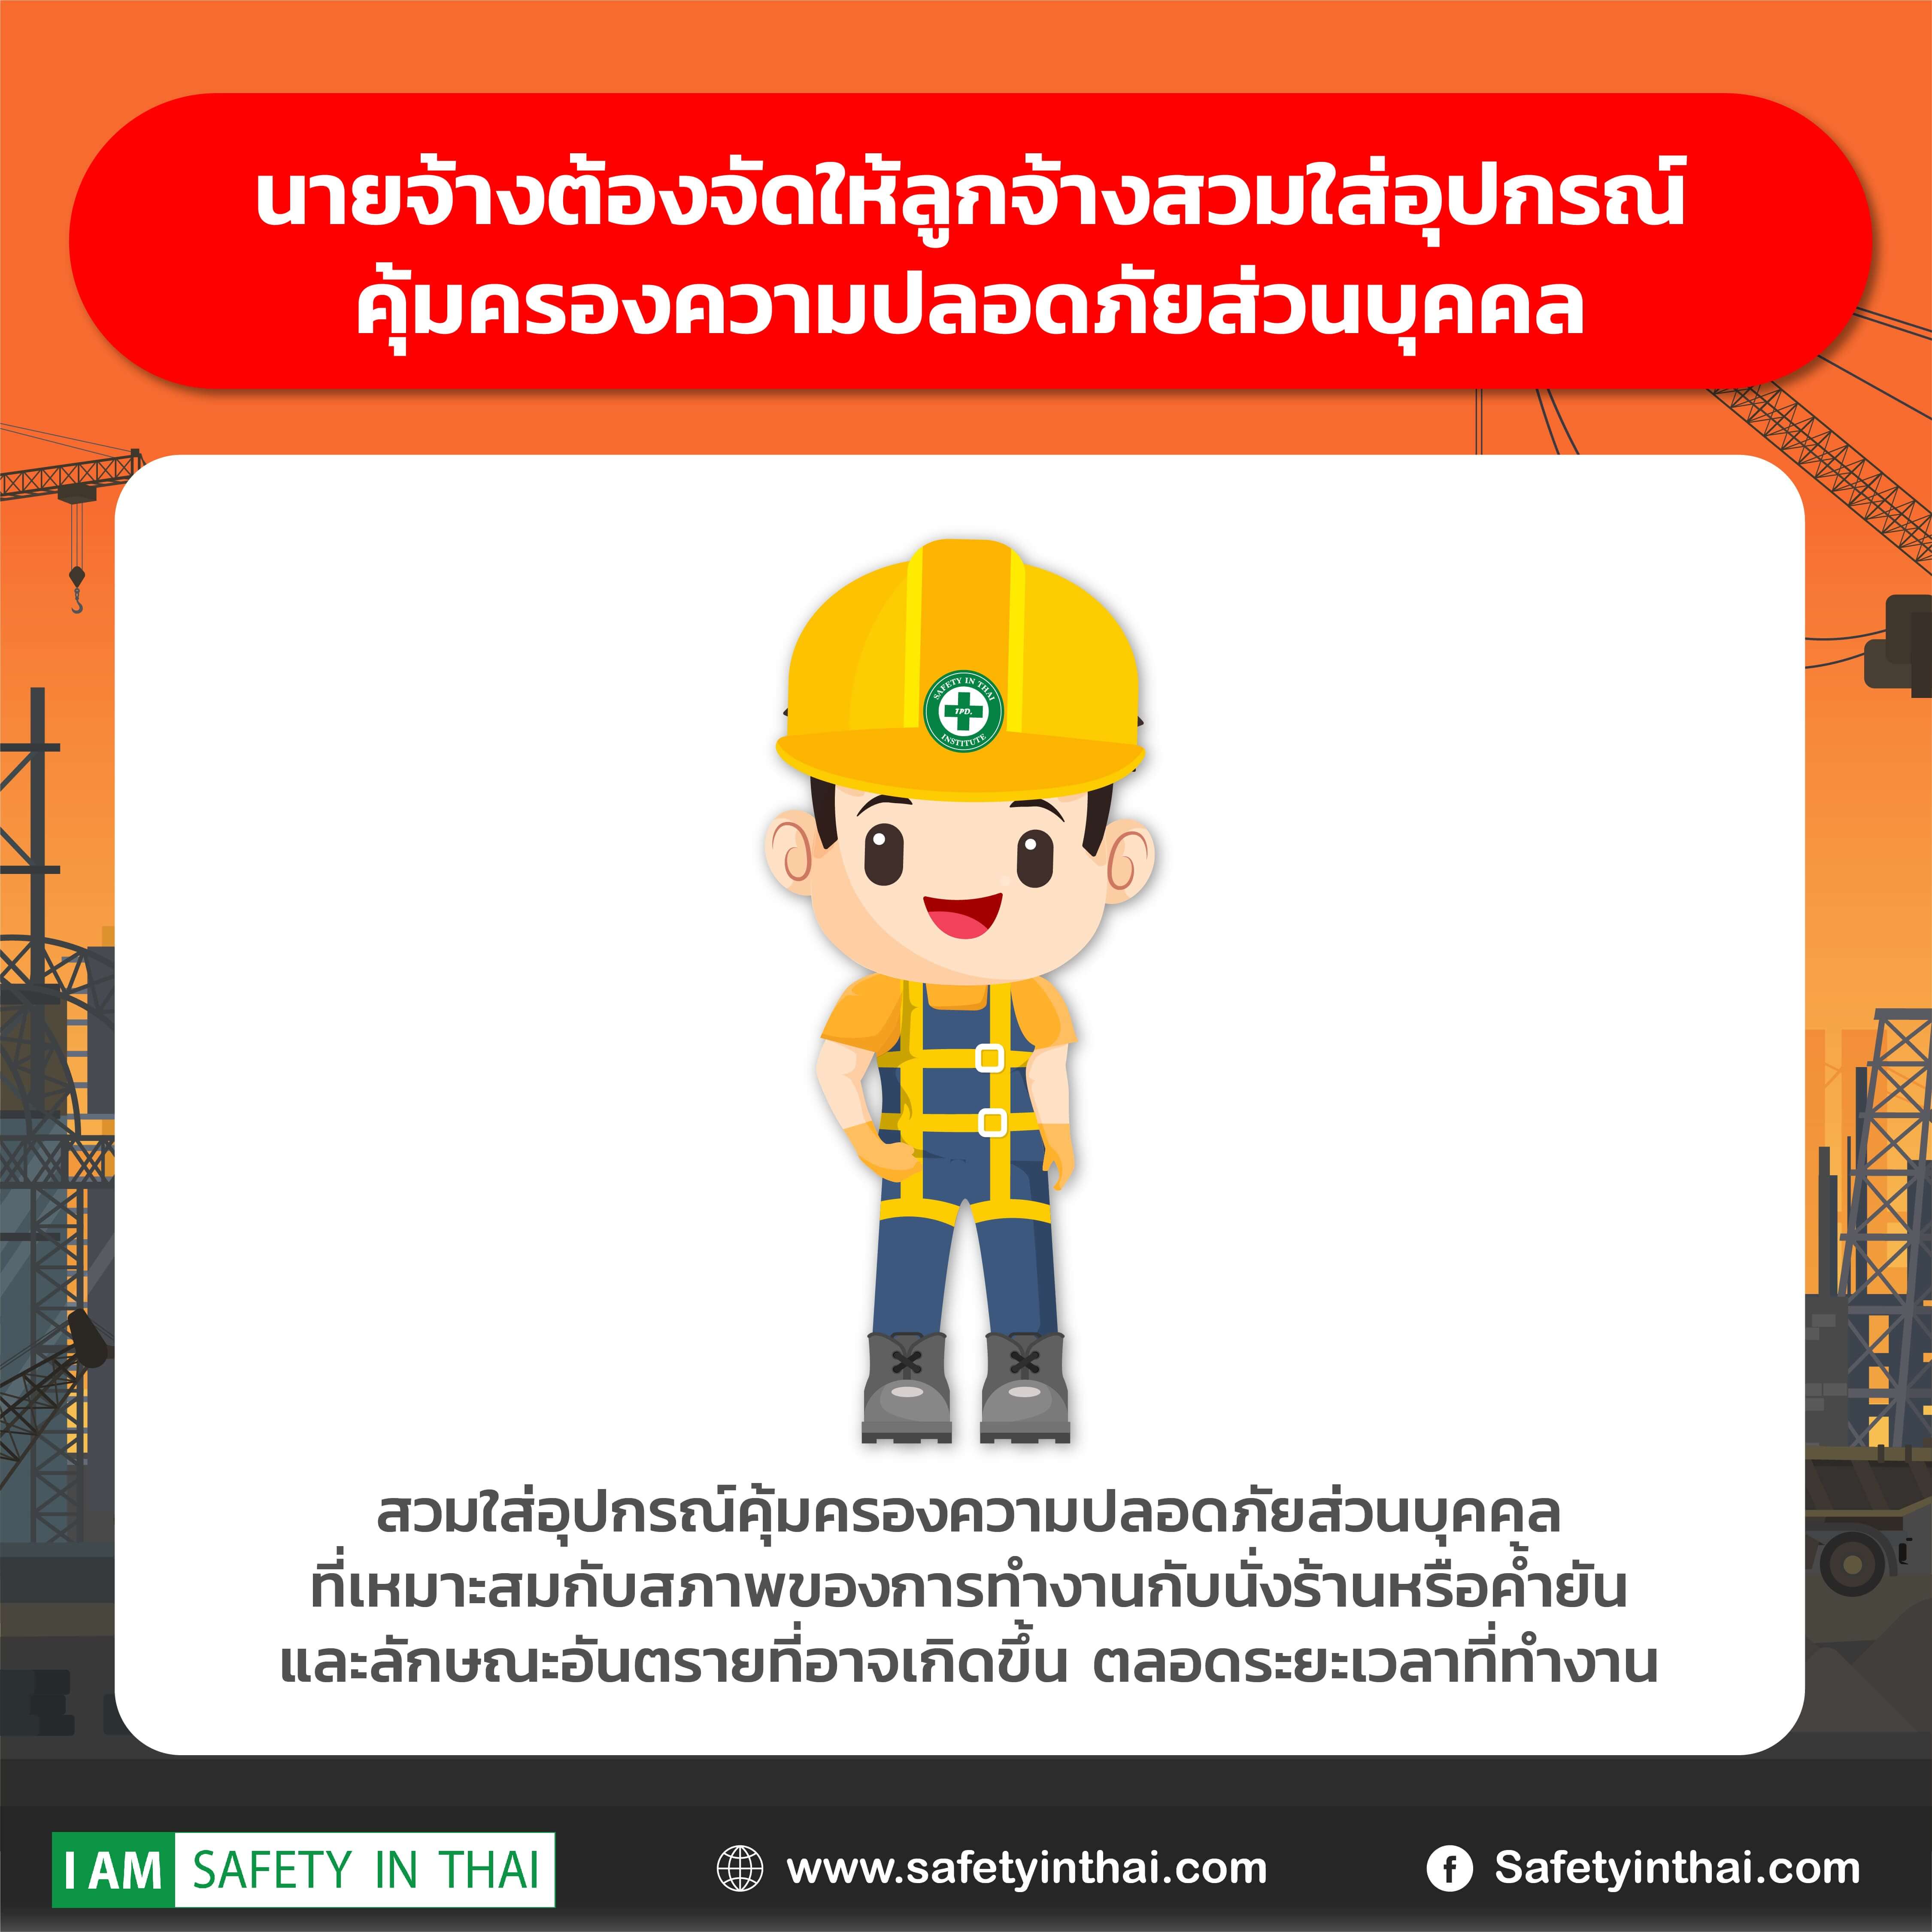 นายจ้างต้องจัดให้ลูกจ้างสวมใส่อุปกรณ์
คุ้มครองความปลอดภัยส่วนบุคคล
SAFETY IN THAI
TPD.
INSTITUTE
สวมใส่อุปกรณ์คุ้มครองความปลอดภัยส่วนบุคคล
ที่เหมาะสมกับสภาพของการทำงานกับนั่งร้านหรือค้ำยัน
และลักษณะอันตรายที่อาจเกิดขึ้น ตลอดระยะเวลาที่ทำงาน
I AM SAFETY IN THAI
www.safetyinthai.com
f Safetyinthai.com